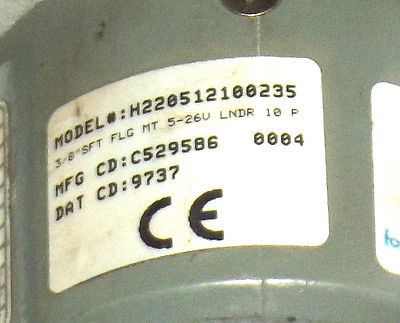 MODEL#:H220512100235
3/8"SFT FLG MT 5-26V LNDR 10 P
MFG CD:C529586 0004
DAT CD:9737
CE